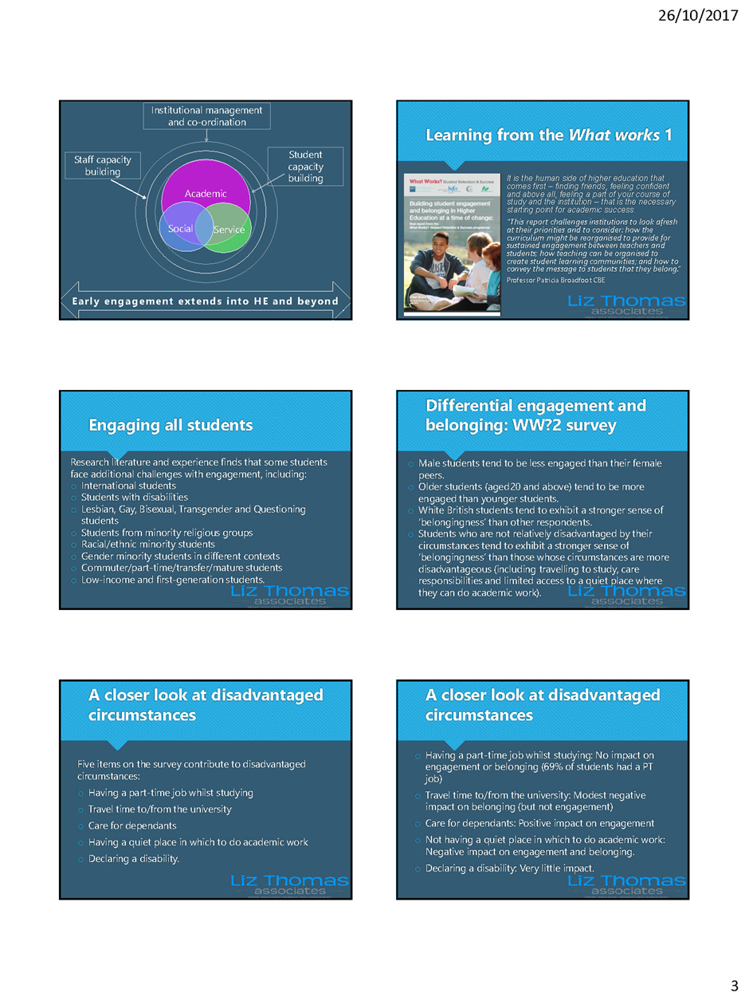 26/10/2017
Institutional management
and co-ordination
Staff capacity
building
Student
capacity
building
Academic
Social
Service
Early engagement extends into HE and beyond
Learning from the What works 1
What Works? Student Retention & Success
Building student engagement
and belonging in Higher
Education at a time of change:
final report from the
What Works? Student Retention & Success programme
It is the human side of higher education that
comes first – finding friends, feeling confident
and above all, feeling a part of your course of
study and the institution – that is the necessary
starting point for academic success.
“This report challenges institutions to look afresh
at their priorities and to consider: how the
curriculum might be reorganised to provide for
sustained engagement between teachers and
students; how teaching can be organised to
create student learning communities; and how to
convey the message to students that they belong.”
Professor Patricia Broadfoot CBE
Liz Thomas
associates
Engaging all students
Research literature and experience finds that some students
face additional challenges with engagement, including:
o International students
o Students with disabilities
o Lesbian, Gay, Bisexual, Transgender and Questioning
students
o Students from minority religious groups
o Racial/ethnic minority students
o Gender minority students in different contexts
o Commuter/part-time/transfer/mature students
o Low-income and first-generation students.
Liz Thomas
associates
Differential engagement and
belonging: WW?2 survey
o Male students tend to be less engaged than their female
peers.
o Older students (aged20 and above) tend to be more
engaged than younger students.
o White British students tend to exhibit a stronger sense of
‘belongingness’ than other respondents.
o Students who are not relatively disadvantaged by their
circumstances tend to exhibit a stronger sense of
‘belongingness’ than those whose circumstances are more
disadvantageous (including travelling to study, care
responsibilities and limited access to a quiet place where
they can do academic work).
Liz Thomas
associates
A closer look at disadvantaged
circumstances
Five items on the survey contribute to disadvantaged
circumstances:
o Having a part-time job whilst studying
o Travel time to/from the university
o Care for dependants
o Having a quiet place in which to do academic work
o Declaring a disability.
Liz Thomas
associates
A closer look at disadvantaged
circumstances
o Having a part-time job whilst studying: No impact on
engagement or belonging (69% of students had a PT
job)
o Travel time to/from the university: Modest negative
impact on belonging (but not engagement)
o Care for dependants: Positive impact on engagement
o Not having a quiet place in which to do academic work:
Negative impact on engagement and belonging.
o Declaring a disability: Very little impact.
Liz Thomas
associates
3